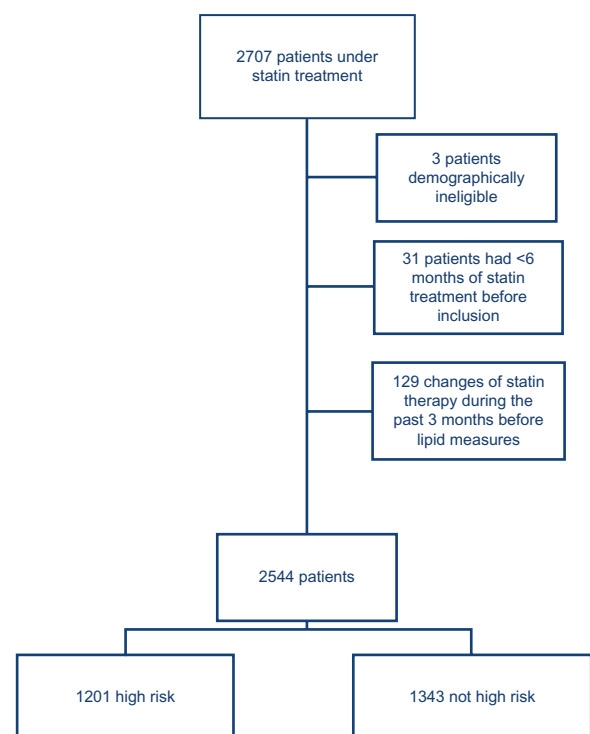 2707 patients under
statin treatment
3 patients
demographically
ineligible
31 patients had <6
months of statin
treatment before
inclusion
129 changes of statin
therapy during the
past 3 months before
lipid measures
2544 patients
1201 high risk
1343 not high risk